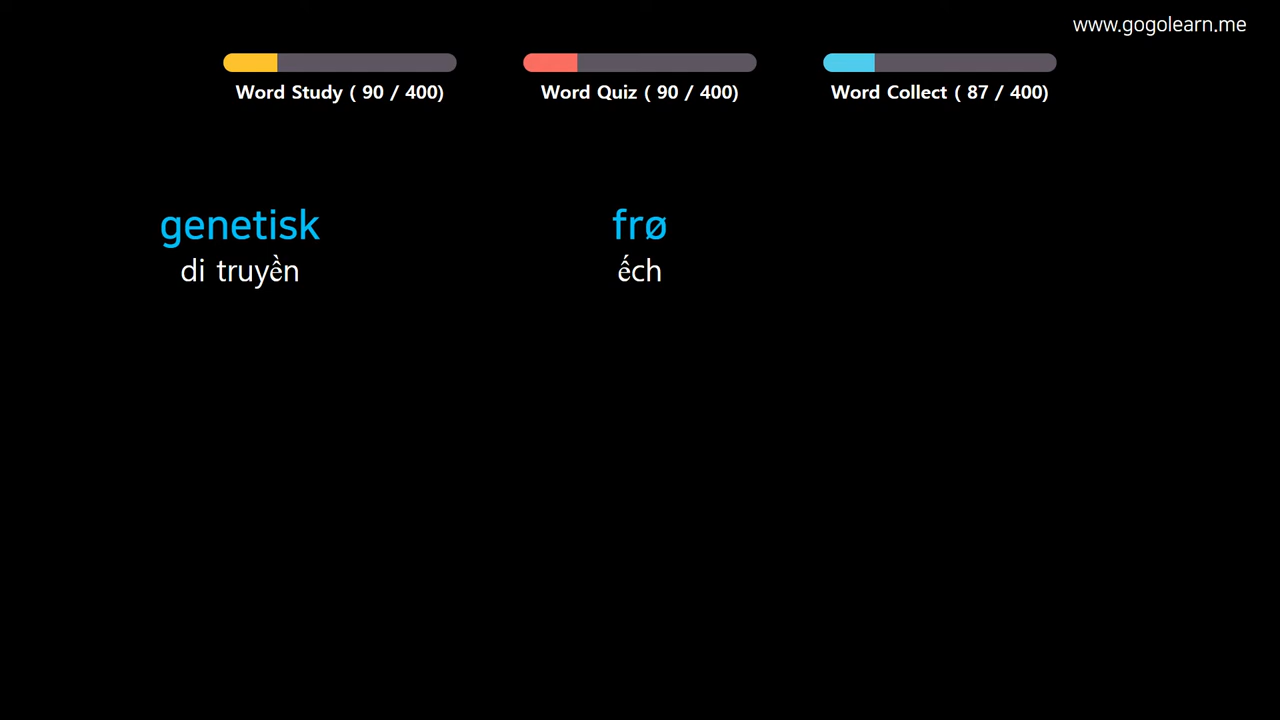 www.gogolearn.me
Word Study ( 90 / 400)
Word Quiz ( 90 / 400)
Word Collect ( 87 / 400)
genetisk
di truyền
frø
ếch